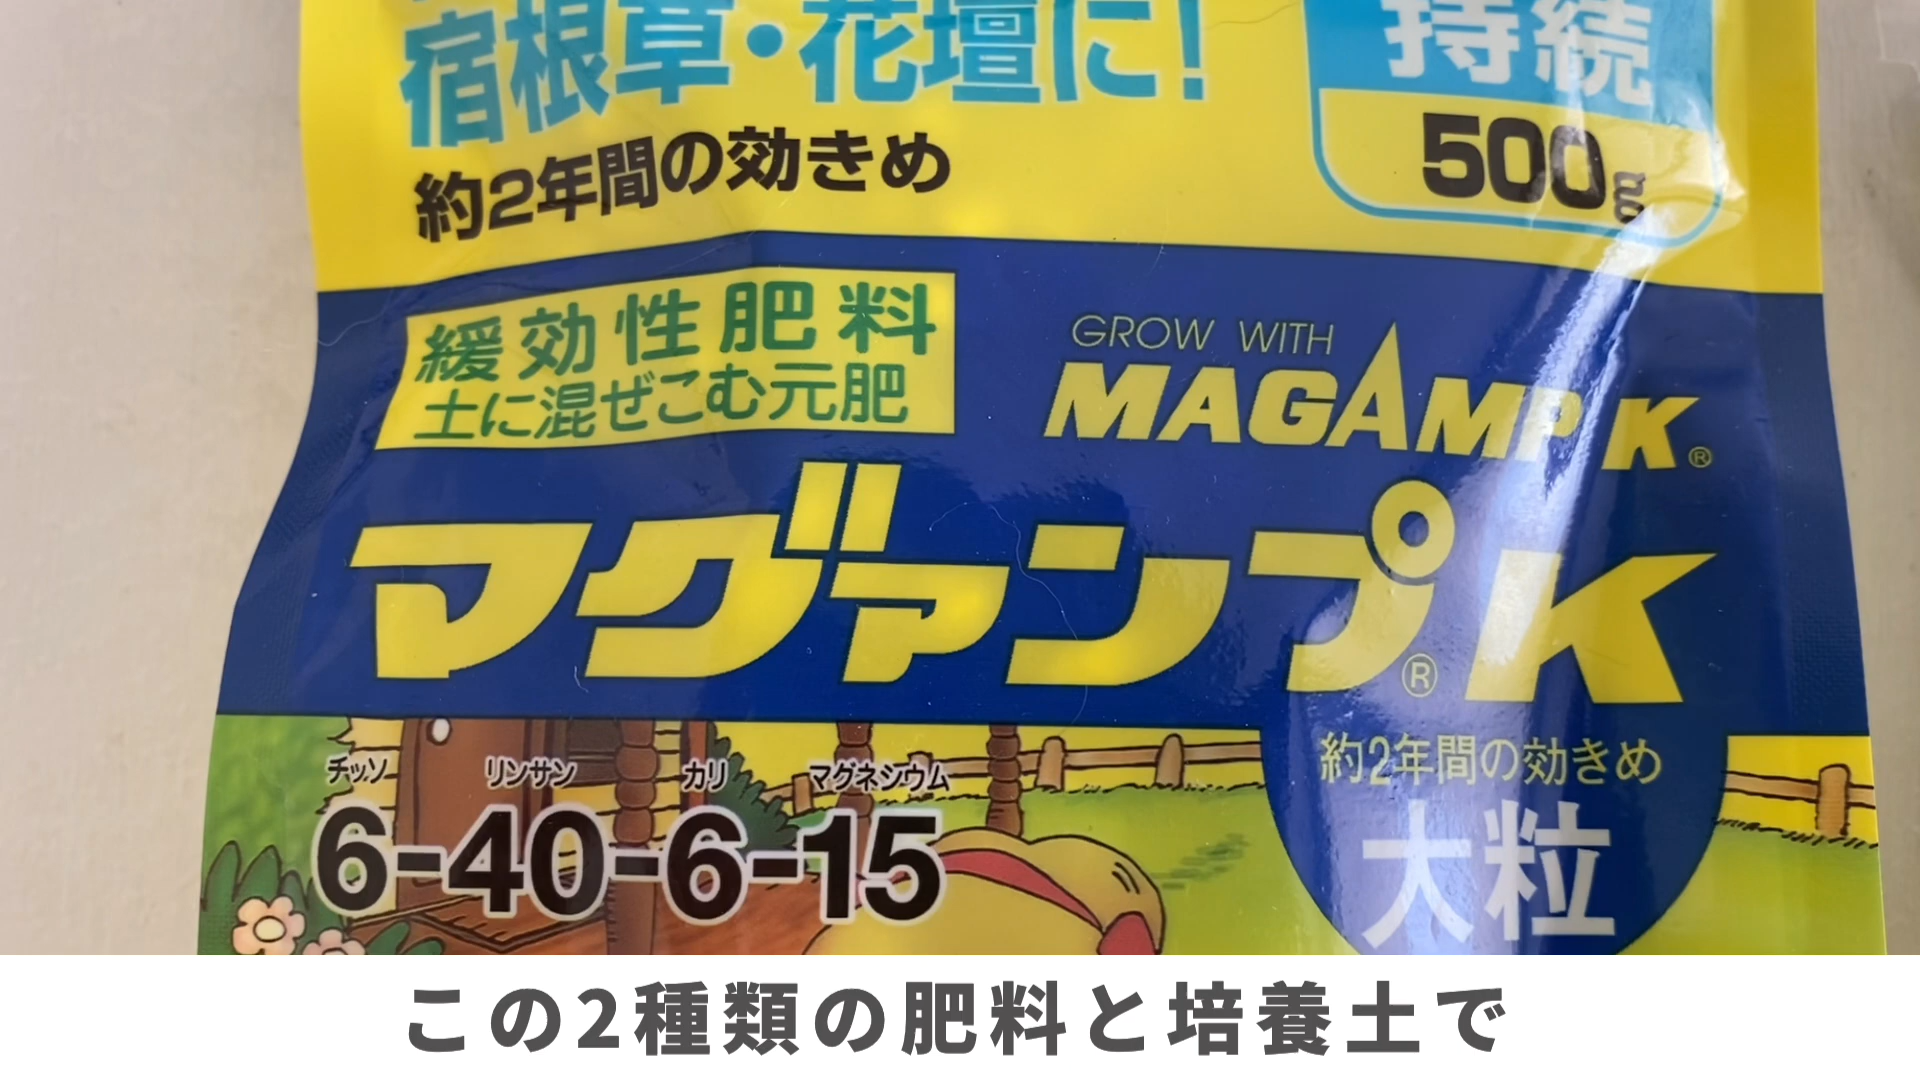 宿根草・花壇に!
約2年間の効きめ
持続
500g
緩効性肥料
土に混ぜこむ元肥
GROW WITH
MAGAMP K®
マグァンプ®K
チッソ リンサン カリ マグネシウム
6-40-6-15
約2年間の効きめ
大粒
この2種類の肥料と培養土で